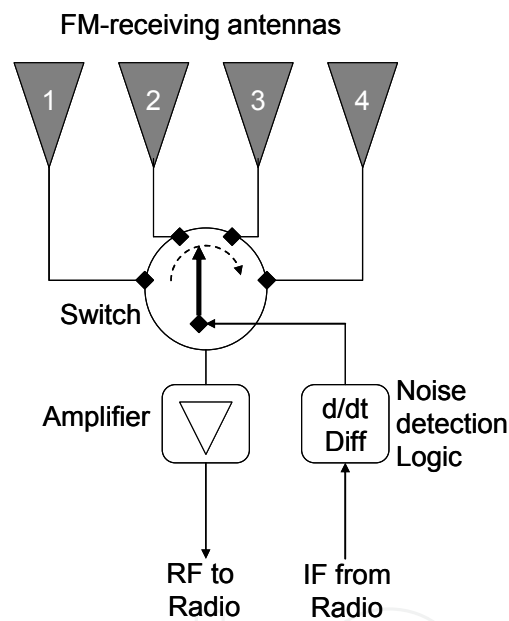 FM-receiving antennas
1 2 3 4
Switch
Amplifier
d/dt
Diff
Noise
detection
Logic
RF to
Radio
IF from
Radio